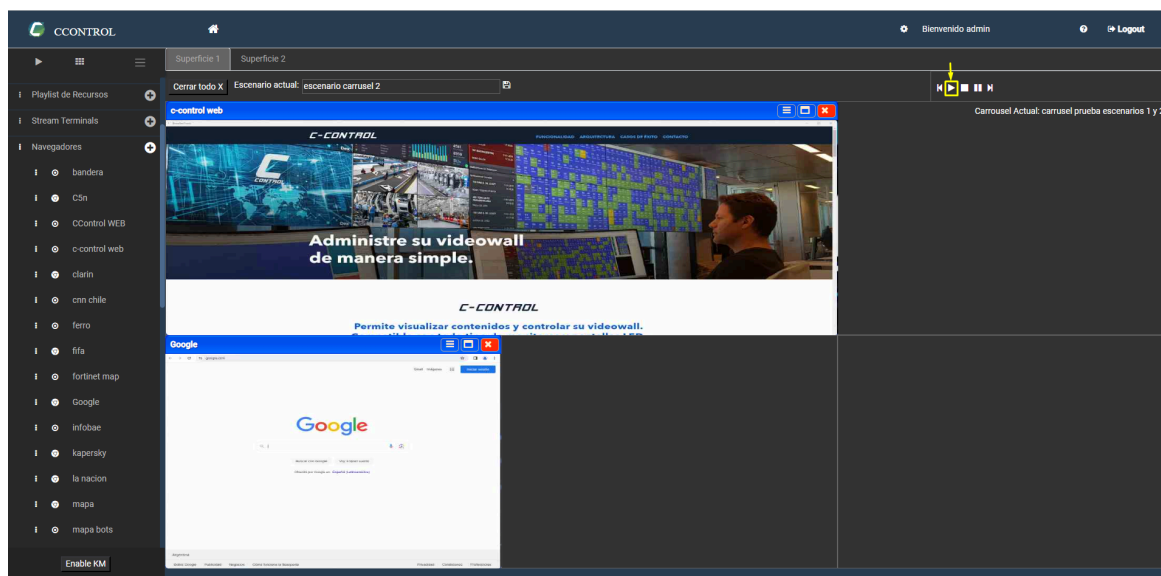 CCONTROL
Bienvenido admin
Logout
Superficie 1 Superficie 2
Cerrar todo X Escenario actual: escenario carrusel 2
Playlist de Recursos
Stream Terminals
Navegadores
bandera
C5n
CControl WEB
c-control web
clarin
cnn chile
ferro
fifa
fortinet map
Google
infobae
kapersky
la nacion
mapa
mapa bots
Enable KM
c-control web
C-CONTROL
FUNCIONALIDAD ARQUITECTURA CASOS DE ÉXITO CONTACTO
Administre su videowall
de manera simple.
C-CONTROL
Permite visualizar contenidos y controlar su videowall.
Carrousel Actual: carrusel prueba escenarios 1 y 2
Google
google.com
Gmail Imágenes
Google
Argentina